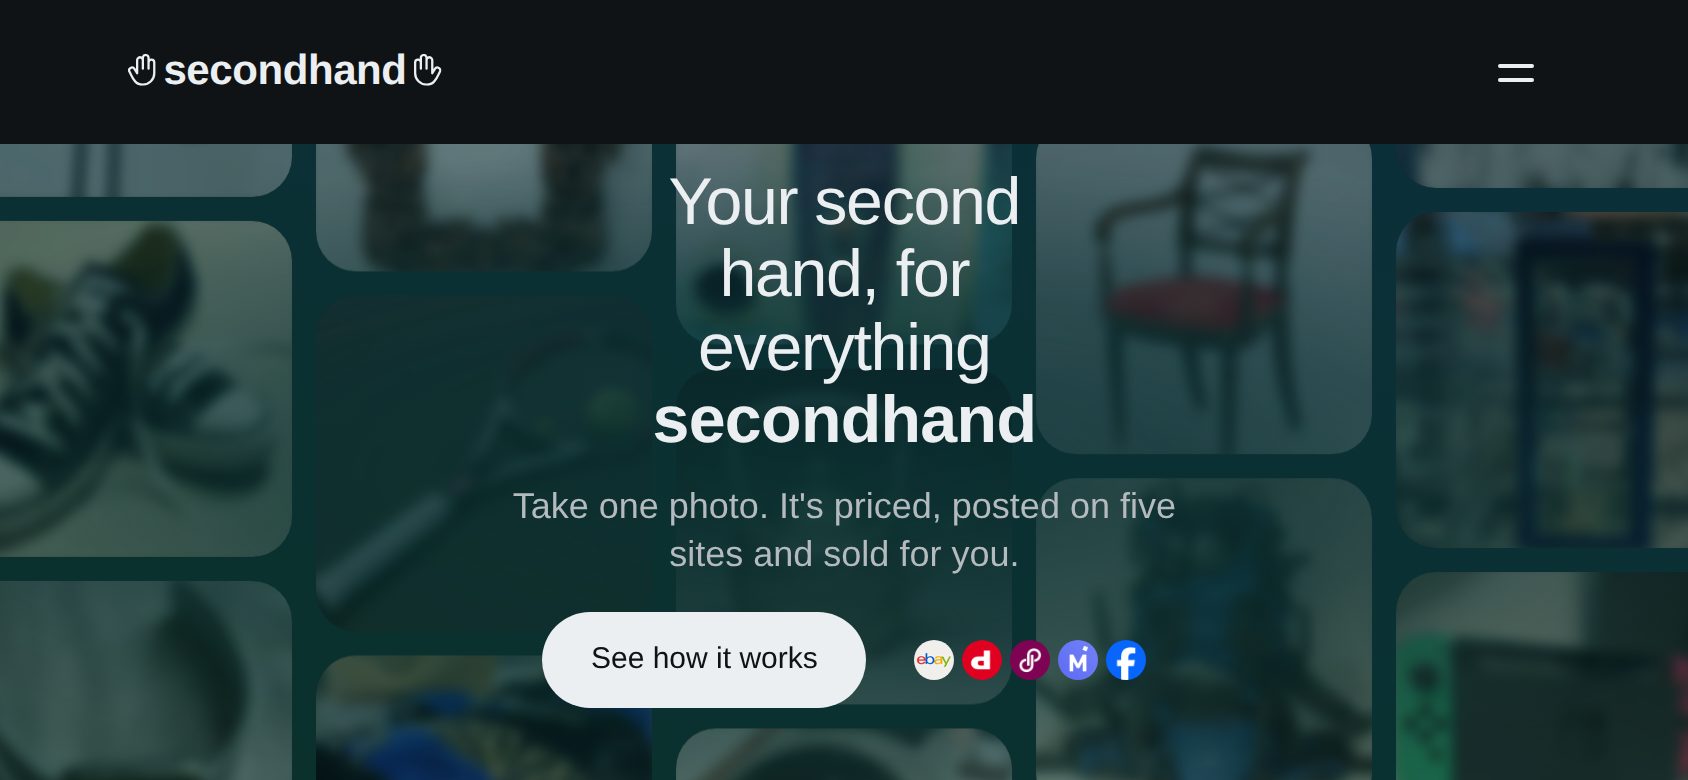 secondhand
Your second
hand, for
everything
secondhand
Take one photo. It's priced, posted on five
sites and sold for you.
See how it works
ebay